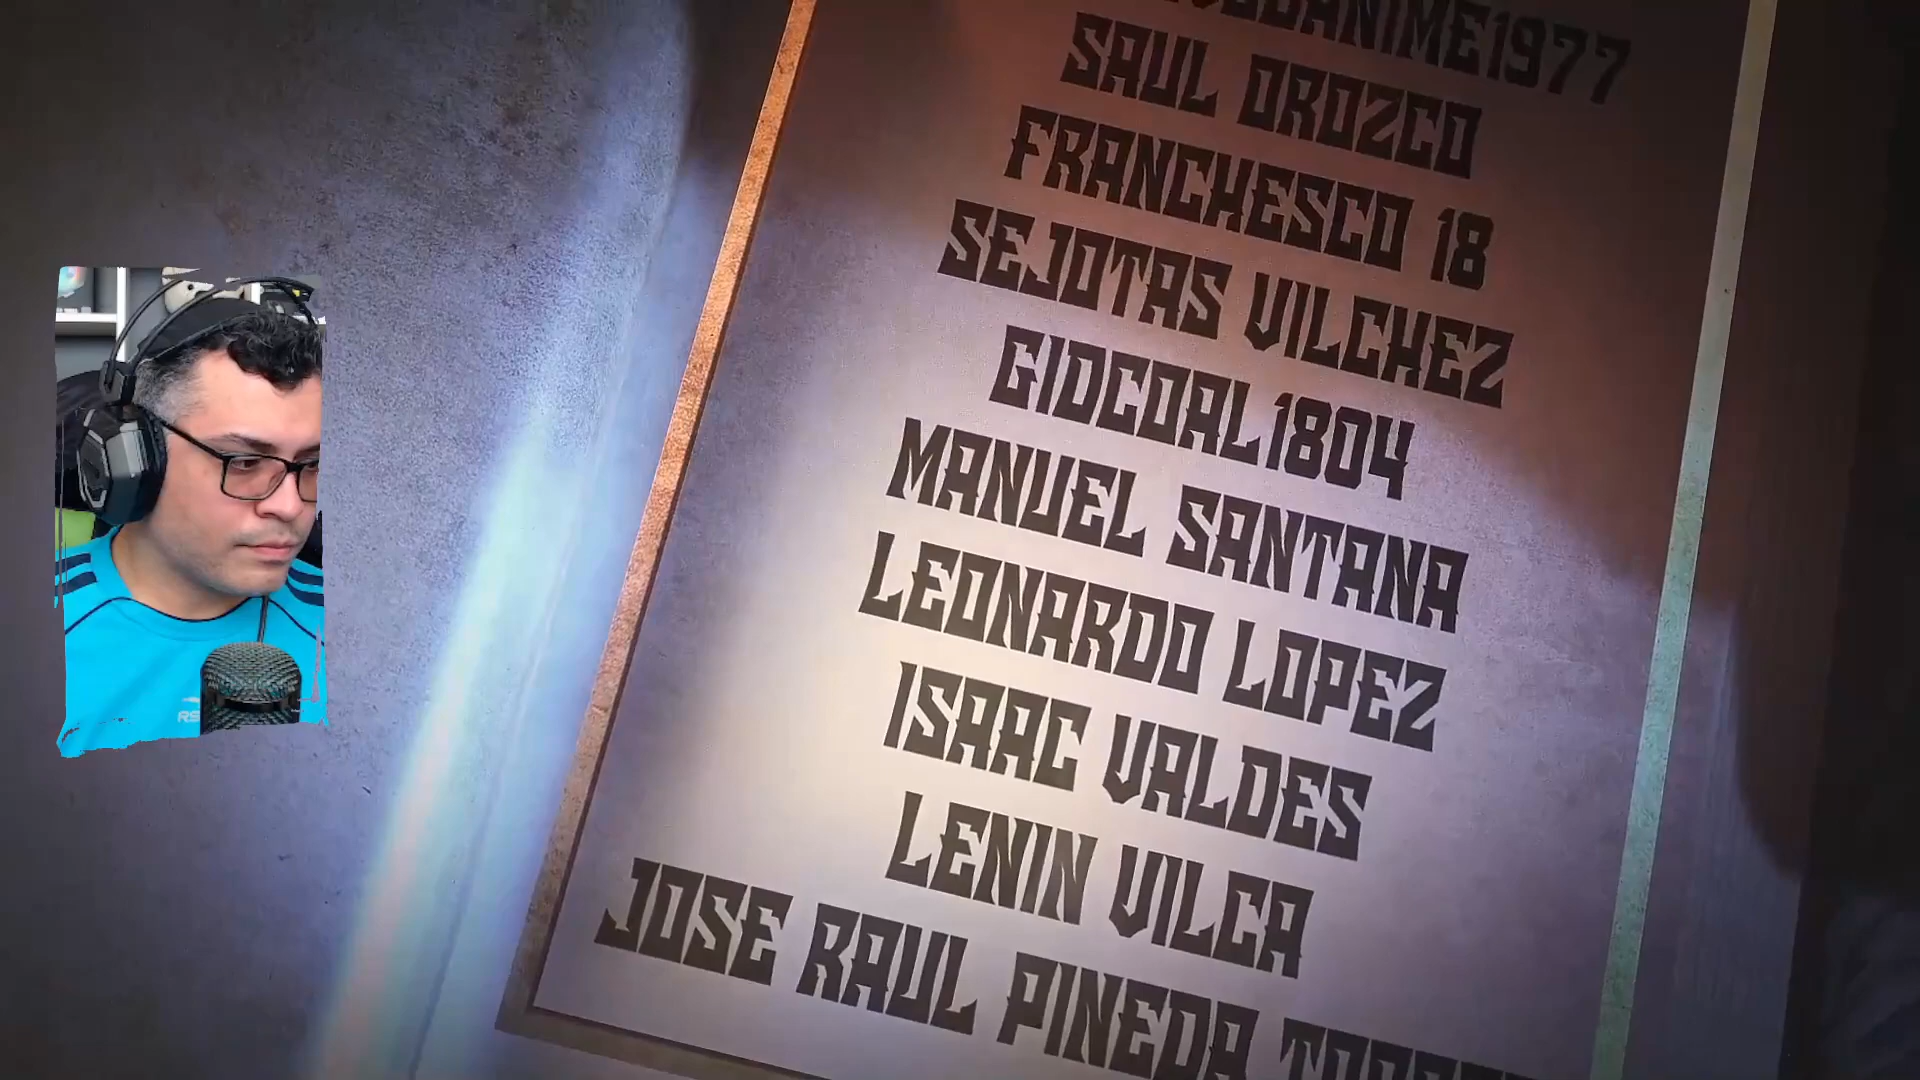 SAUL OROZCO
FRANCHESCO 18
SEJOTAS VILCHEZ
GIDCOAL1804
MANUEL SANTANA
LEONARDO LOPEZ
ISAAC VALDES
LENIN VILCA
JOSE RAUL PINEDA